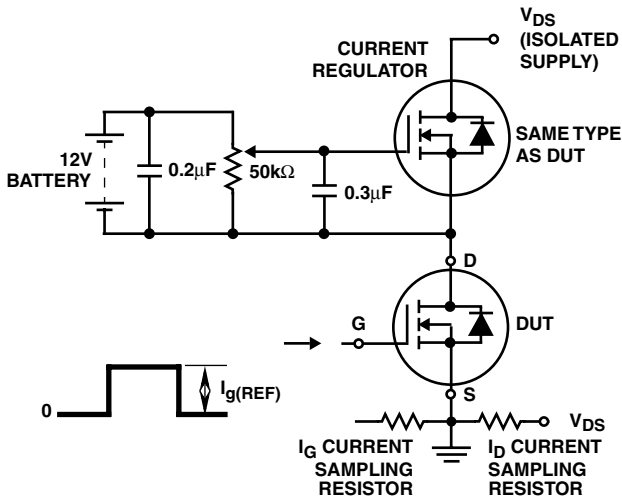 V_DS
(ISOLATED
SUPPLY)
CURRENT
REGULATOR
SAME TYPE
AS DUT
12V
BATTERY
0.2μF
50kΩ
0.3μF
D
G
DUT
I_g(REF)
0
S
V_DS
I_G CURRENT
SAMPLING
RESISTOR
I_D CURRENT
SAMPLING
RESISTOR